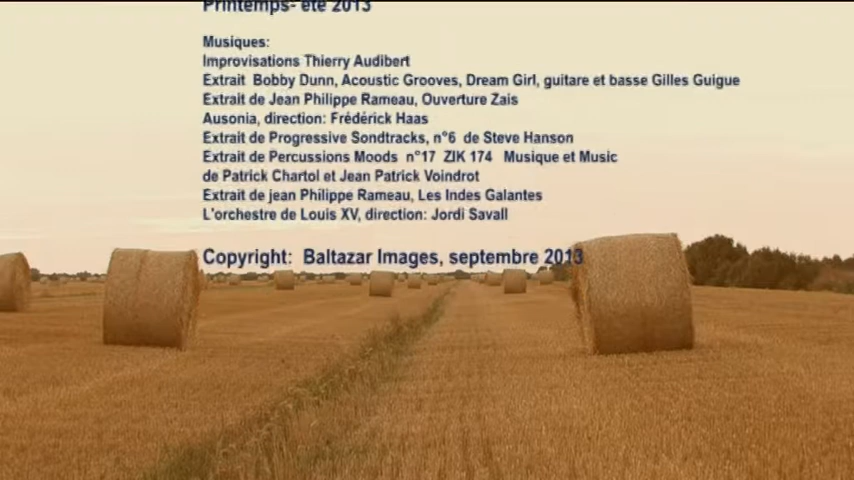 Printemps- été 2013
Musiques:
Improvisations Thierry Audibert
Extrait Bobby Dunn, Acoustic Grooves, Dream Girl, guitare et basse Gilles Guigue
Extrait de Jean Philippe Rameau, Ouverture Zais
Ausonia, direction: Frédérick Haas
Extrait de Progressive Sondtracks, n°6 de Steve Hanson
Extrait de Percussions Moods n°17 ZIK 174 Musique et Music
de Patrick Chartol et Jean Patrick Voindrot
Extrait de jean Philippe Rameau, Les Indes Galantes
L'orchestre de Louis XV, direction: Jordi Savall
Copyright: Baltazar Images, septembre 2013